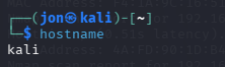 ┌──(jon㉿kali)-[~]
└─$ hostname
kali